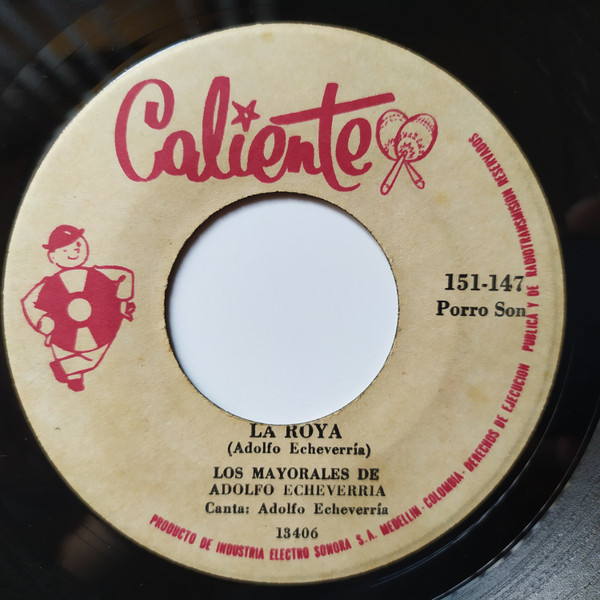 Caliente
151-147
Porro Son
LA ROYA
(Adolfo Echeverría)
LOS MAYORALES DE
ADOLFO ECHEVERRIA
Canta: Adolfo Echeverría
13406
PRODUCTO DE INDUSTRIA ELECTRO SONORA S.A. MEDELLIN - COLOMBIA - DERECHOS DE EJECUCION PUBLICA Y DE RADIOTRANSMISION RESERVADOS